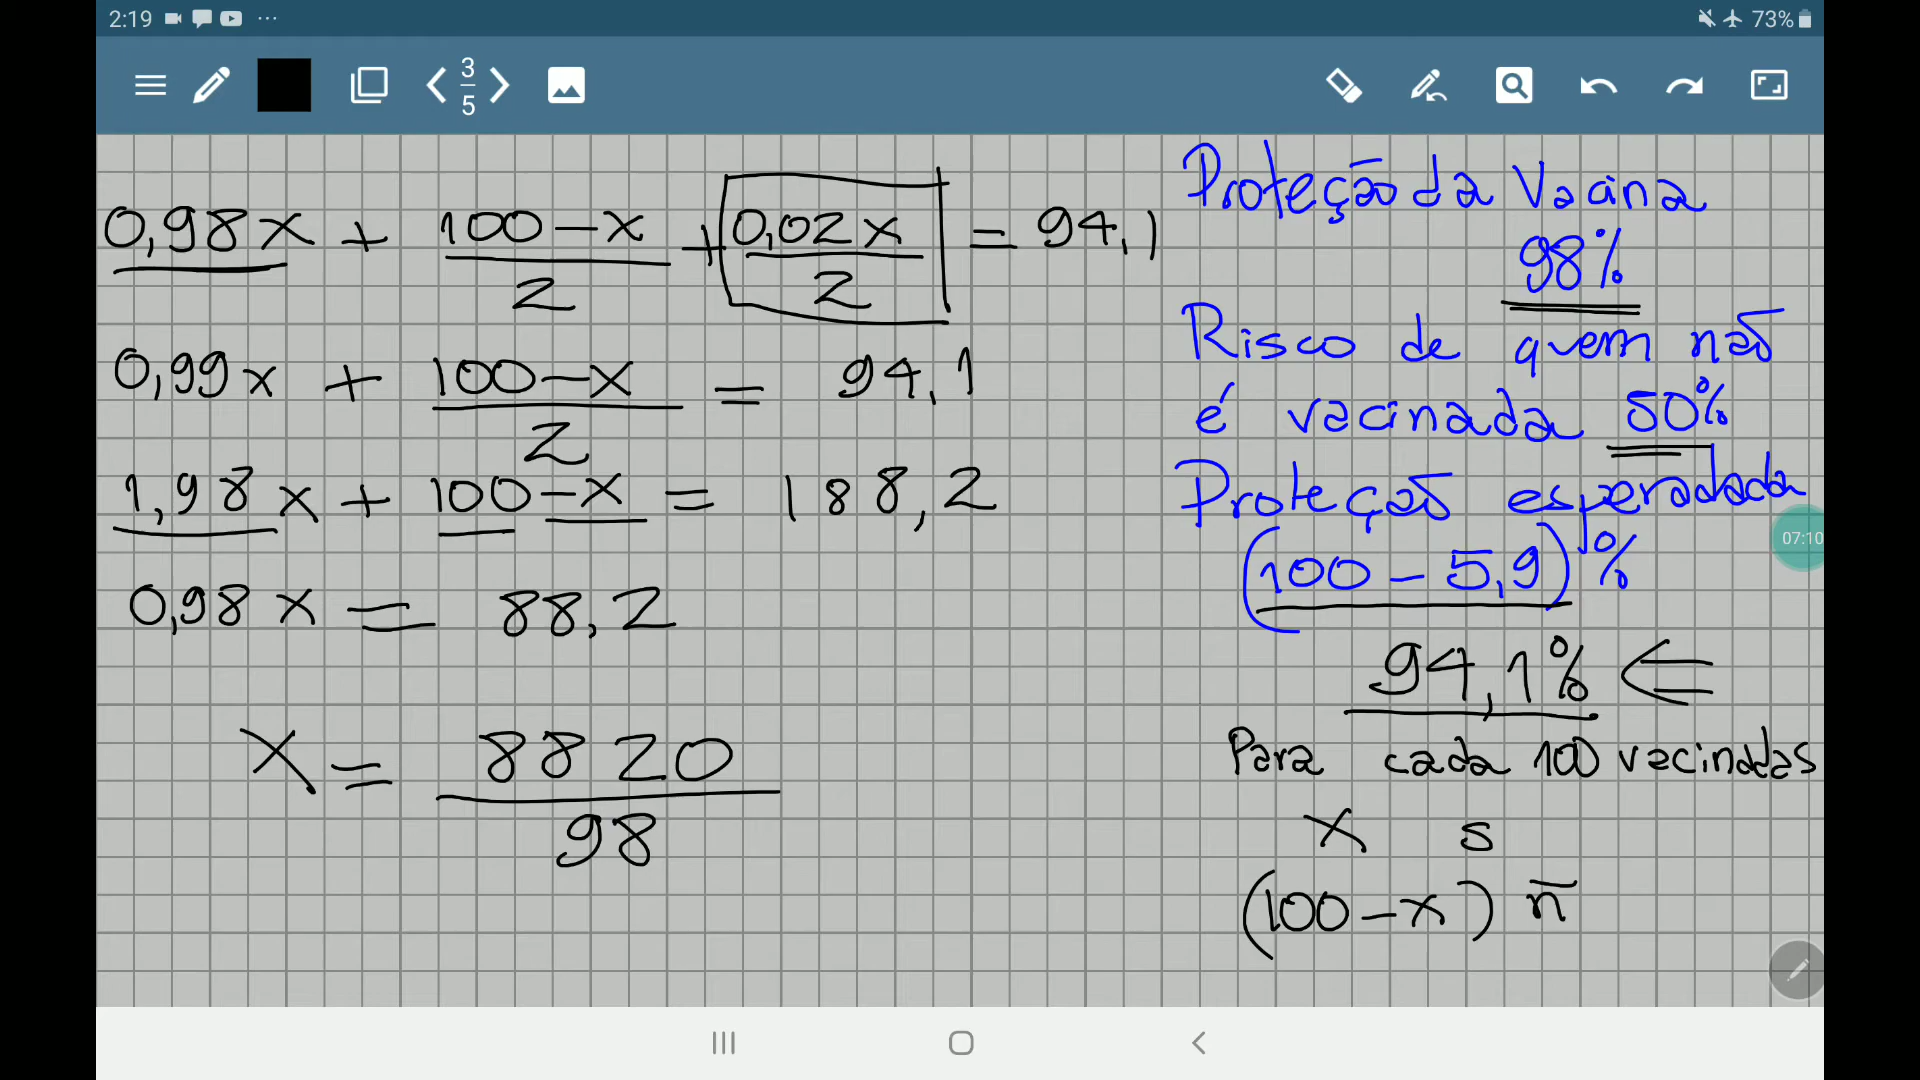 2:19 ... 73%
3
5
0,98x + 100-x/2 + 0,02x/2 = 94,1
0,99x + 100-x/2 = 94,1
1,98x + 100-x = 188,2
0,98x = 88,2
x = 8820/98
Proteção da Vacina
98%
Risco de quem não
é vacinada 50%
Proteção esperadada
(100-5,9)%
94,1% ⇐
Para cada 100 vacinadas
x s
(100-x) n̄
07:10